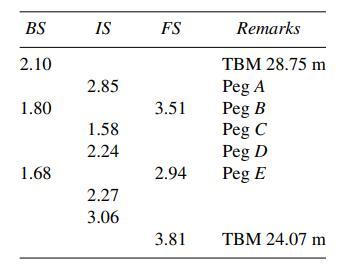 BS IS FS Remarks
2.10 TBM 28.75 m
2.85 Peg A
1.80 3.51 Peg B
1.58 Peg C
2.24 Peg D
1.68 2.94 Peg E
2.27
3.06
3.81 TBM 24.07 m